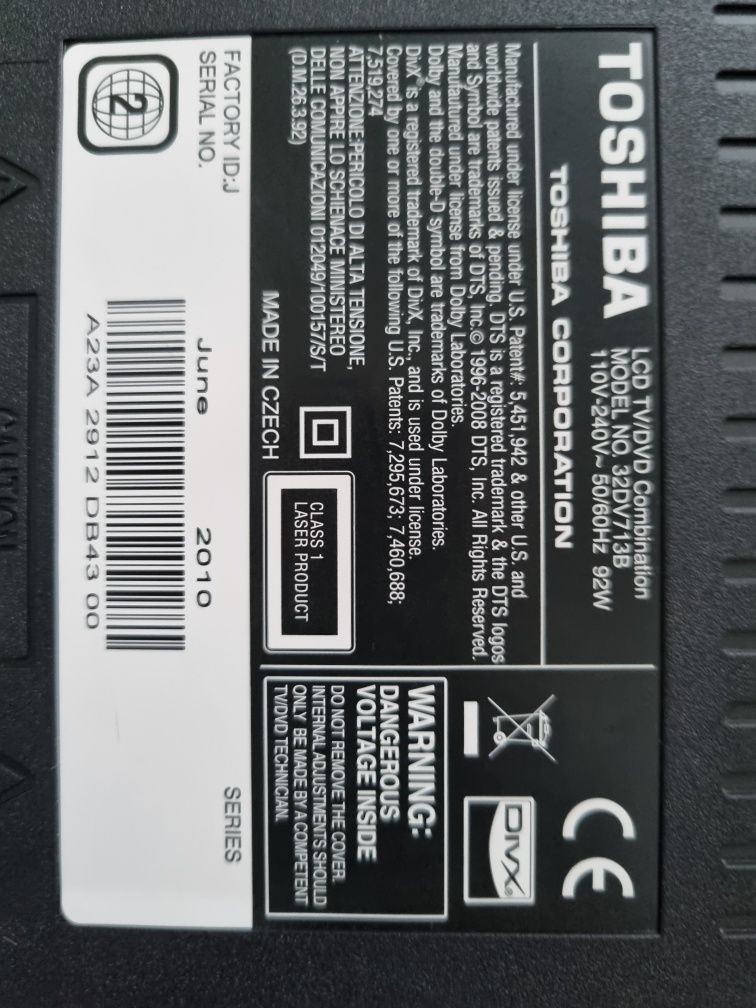 TOSHIBA
LCD TV/DVD Combination
MODEL NO. 32DV713B
110V-240V~ 50/60Hz 92W
TOSHIBA CORPORATION
Manufactured under license under U.S. Patent#: 5,451,942 & other U.S. and
worldwide patents issued & pending. DTS is a registered trademark & the DTS logos
and Symbol are trademarks of DTS, Inc.© 1996-2008 DTS, Inc. All Rights Reserved.
Manufautured under license from Dolby Laboratories.
Dolby and the double-D symbol are trademarks of Dolby Laboratories.
DivX® is a registered trademark of DivX, Inc., and is used under license.
Covered by one or more of the following U.S. Patents: 7,295,673; 7,460,688;
7,519,274
ATTENZIONE:PERICOLO DI ALTA TENSIONE,
NON APPIRE LO SCHIENACE MINISTEREO
DELLE COMUNICAZIONI 012049/100157/S/T
(D.M.26.3.92)
MADE IN CZECH
CLASS 1
LASER PRODUCT
CE
DIVX
WARNING:
DANGEROUS
VOLTAGE INSIDE
DO NOT REMOVE THE COVER.
INTERNAL ADJUSTMENTS SHOULD
ONLY BE MADE BY A COMPETENT
TV/DVD TECHNICIAN.
FACTORY ID:J
SERIAL NO.
SERIES
2
June 2010
A23A 2912 DB43 00
CAUTION